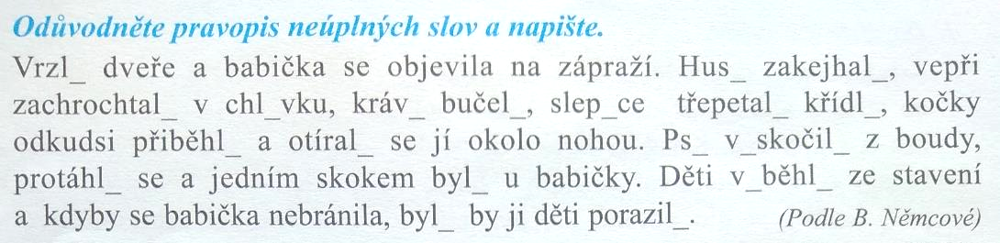 Odůvodněte pravopis neúplných slov a napište.
Vrzl_ dveře a babička se objevila na zápraží. Hus_ zakejhal_, vepři
zachrochtal_ v chl_vku, kráv_ bučel_, slep_ce třepetal_ křídl_, kočky
odkudsi přiběhl_ a otíral_ se jí okolo nohou. Ps_ v_skočil_ z boudy,
protáhl_ se a jedním skokem byl_ u babičky. Děti v_běhl_ ze stavení
a kdyby se babička nebránila, byl_ by ji děti porazil_.
(Podle B. Němcové)